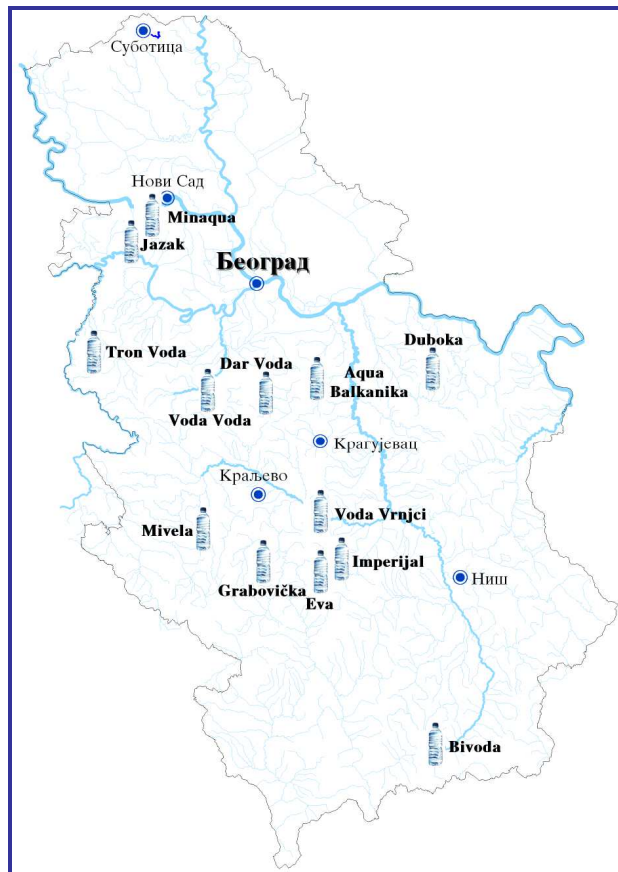 Суботица
Нови Сад
Minaqua
Jazak
Београд
Duboka
Tron Voda
Dar Voda
Aqua
Balkanika
Voda Voda
Крагујевац
Краљево
Voda Vrnjci
Mivela
Imperijal
Grabovička
Eva
Ниш
Bivoda